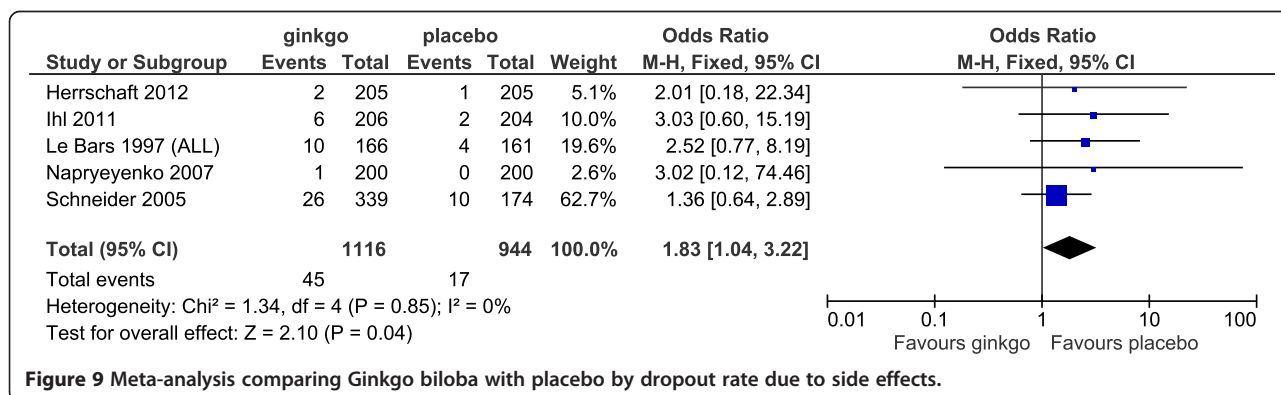 ginkgo placebo Odds Ratio Odds Ratio
Study or Subgroup Events Total Events Total Weight M-H, Fixed, 95% CI M-H, Fixed, 95% CI
Herrschaft 2012 2 205 1 205 5.1% 2.01 [0.18, 22.34]
Ihl 2011 6 206 2 204 10.0% 3.03 [0.60, 15.19]
Le Bars 1997 (ALL) 10 166 4 161 19.6% 2.52 [0.77, 8.19]
Napryeyenko 2007 1 200 0 200 2.6% 3.02 [0.12, 74.46]
Schneider 2005 26 339 10 174 62.7% 1.36 [0.64, 2.89]
Total (95% CI) 1116 944 100.0% 1.83 [1.04, 3.22]
Total events 45 17
Heterogeneity: Chi² = 1.34, df = 4 (P = 0.85); I² = 0%
Test for overall effect: Z = 2.10 (P = 0.04)
0.01 0.1 1 10 100
Favours ginkgo Favours placebo
Figure 9 Meta-analysis comparing Ginkgo biloba with placebo by dropout rate due to side effects.